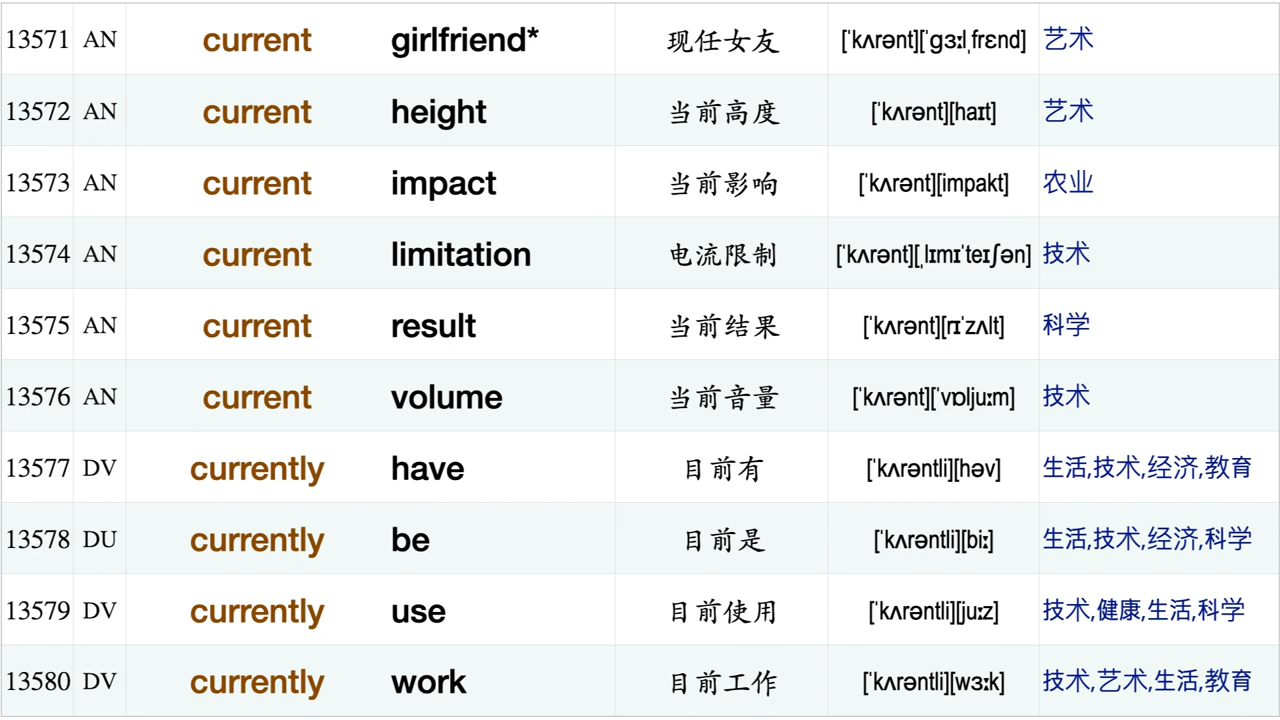 13571 AN current girlfriend* 现任女友 [ˈkʌrənt][ˈɡɜːlˌfrɛnd] 艺术
13572 AN current height 当前高度 [ˈkʌrənt][haɪt] 艺术
13573 AN current impact 当前影响 [ˈkʌrənt][impakt] 农业
13574 AN current limitation 电流限制 [ˈkʌrənt][ˌlɪmɪˈteɪʃən] 技术
13575 AN current result 当前结果 [ˈkʌrənt][rɪˈzʌlt] 科学
13576 AN current volume 当前音量 [ˈkʌrənt][ˈvɒljuːm] 技术
13577 DV currently have 目前有 [ˈkʌrəntli][həv] 生活,技术,经济,教育
13578 DU currently be 目前是 [ˈkʌrəntli][biː] 生活,技术,经济,科学
13579 DV currently use 目前使用 [ˈkʌrəntli][juːz] 技术,健康,生活,科学
13580 DV currently work 目前工作 [ˈkʌrəntli][wɜːk] 技术,艺术,生活,教育